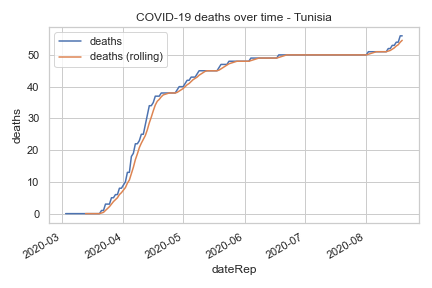 COVID-19 deaths over time - Tunisia
deaths
deaths (rolling)
deaths
50
40
30
20
10
0
2020-03
2020-04
2020-05
2020-06
2020-07
2020-08
dateRep